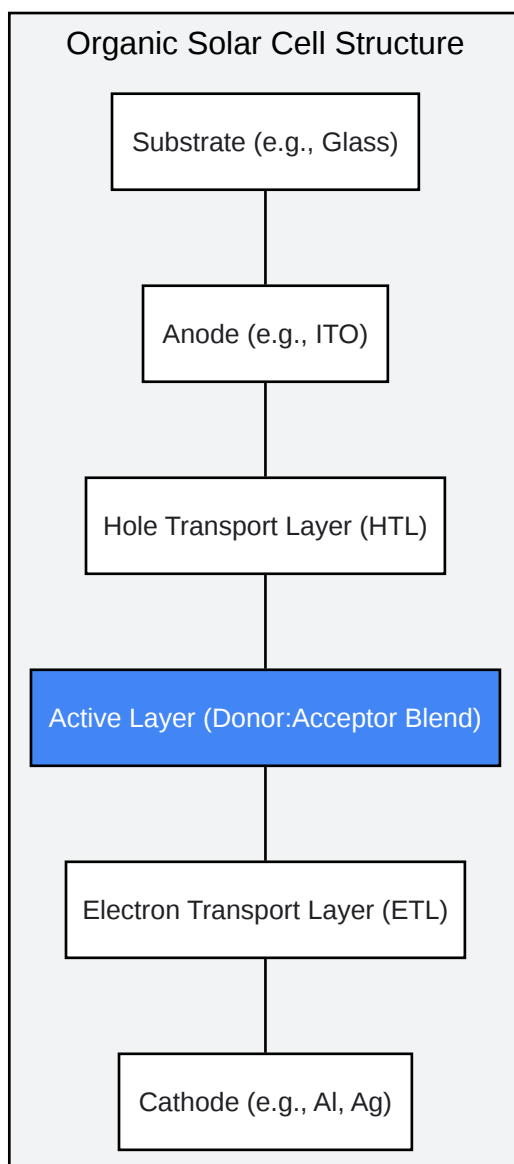 Organic Solar Cell Structure
Substrate (e.g., Glass)
Anode (e.g., ITO)
Hole Transport Layer (HTL)
Active Layer (Donor:Acceptor Blend)
Electron Transport Layer (ETL)
Cathode (e.g., Al, Ag)